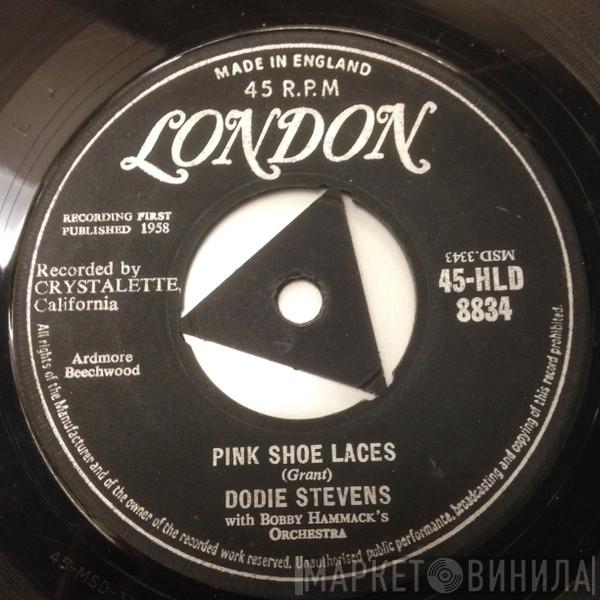 MADE IN ENGLAND
45 R.P.M
LONDON
RECORDING FIRST
PUBLISHED 1958
Recorded by
CRYSTALETTE,
California
Ardmore
Beechwood
MSD.3343
45-HLD
8834
PINK SHOE LACES
(Grant)
DODIE STEVENS
with BOBBY HAMMACK'S
ORCHESTRA
All rights of the Manufacturer and of the owner of the recorded work reserved. Unauthorised public performance, broadcasting and copying of this record prohibited.
МАРКЕТ ВИНИЛА